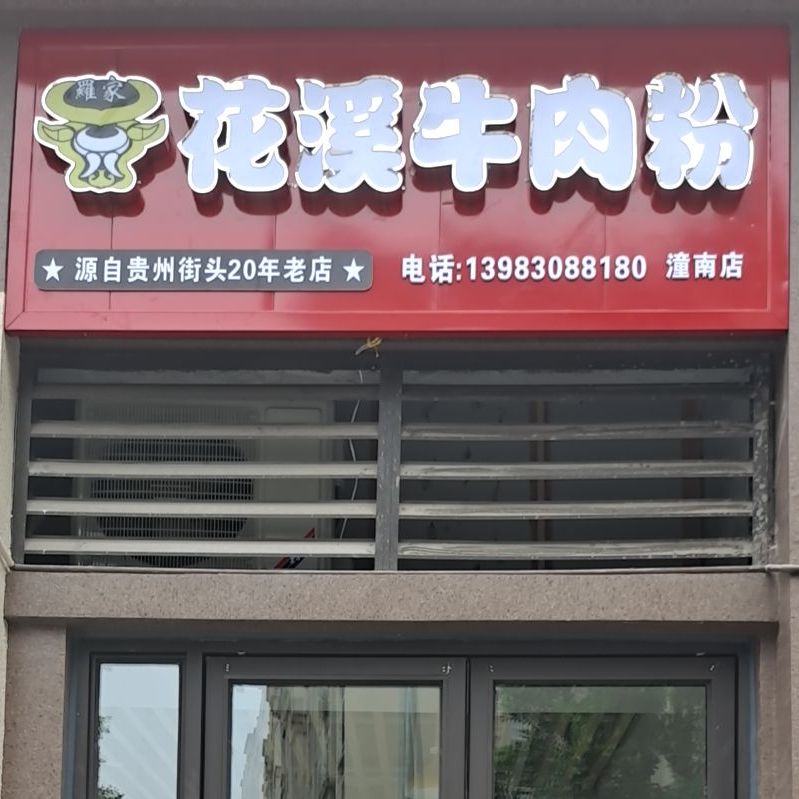 羅家
花溪牛肉粉
★ 源自贵州街头20年老店 ★
电话:13983088180 潼南店